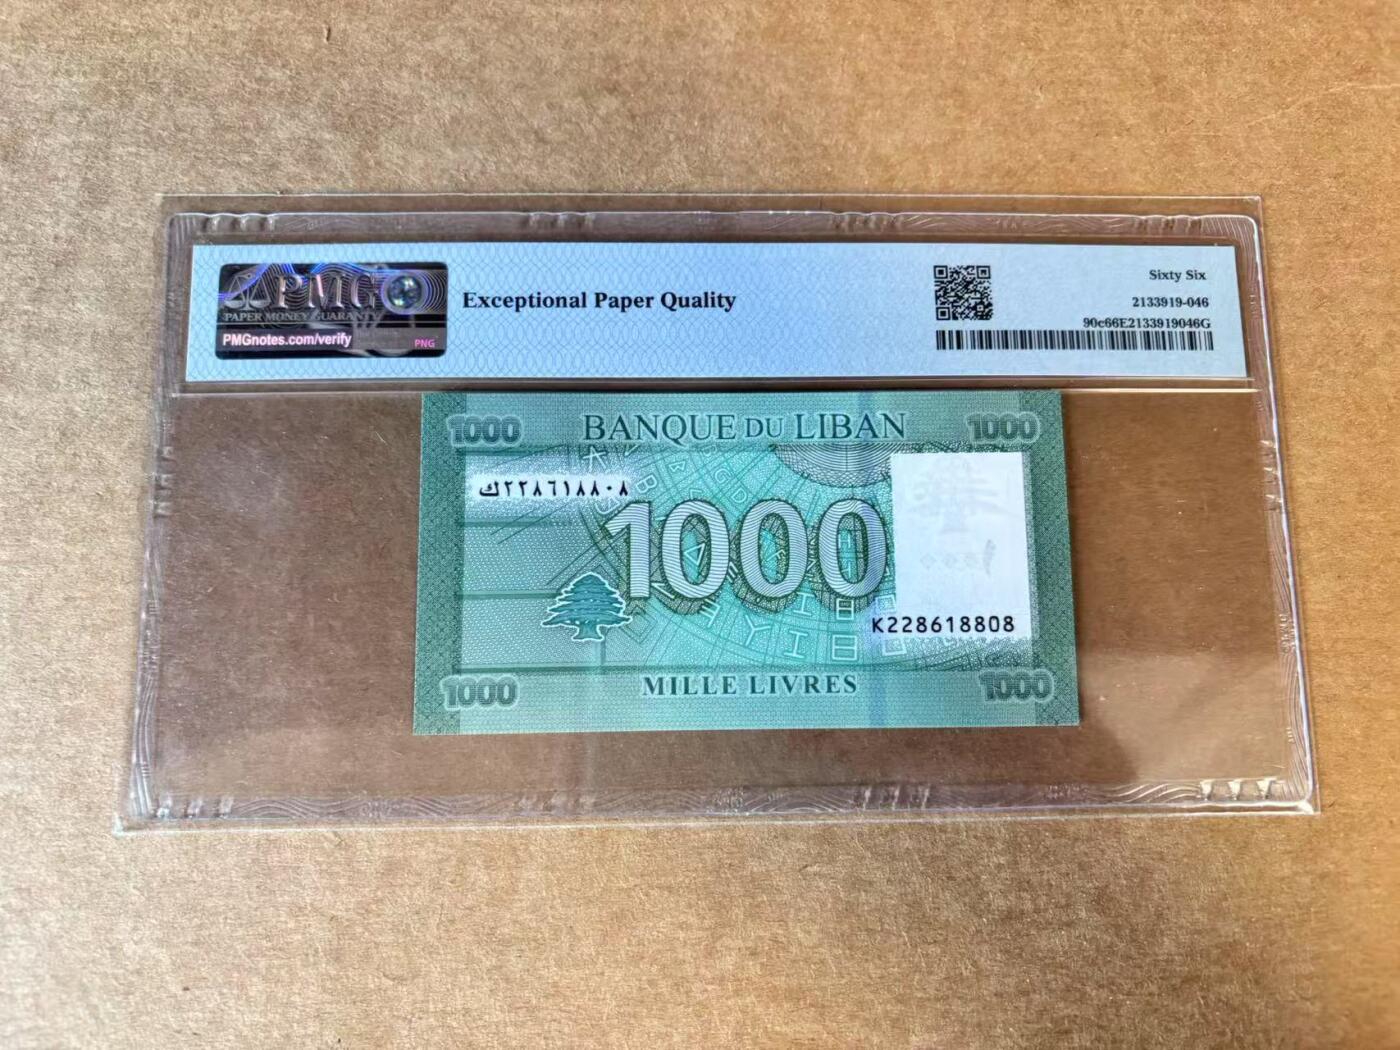 PMG
PAPER MONEY GUARANTY
PMGnotes.com/verify
PNG
Exceptional Paper Quality
Sixty Six
2133919-046
90c66E2133919046G
1000
BANQUE DU LIBAN
1000
ك٢٢٨٦١٨٨٠٨
1000
K228618808
1000
MILLE LIVRES
1000